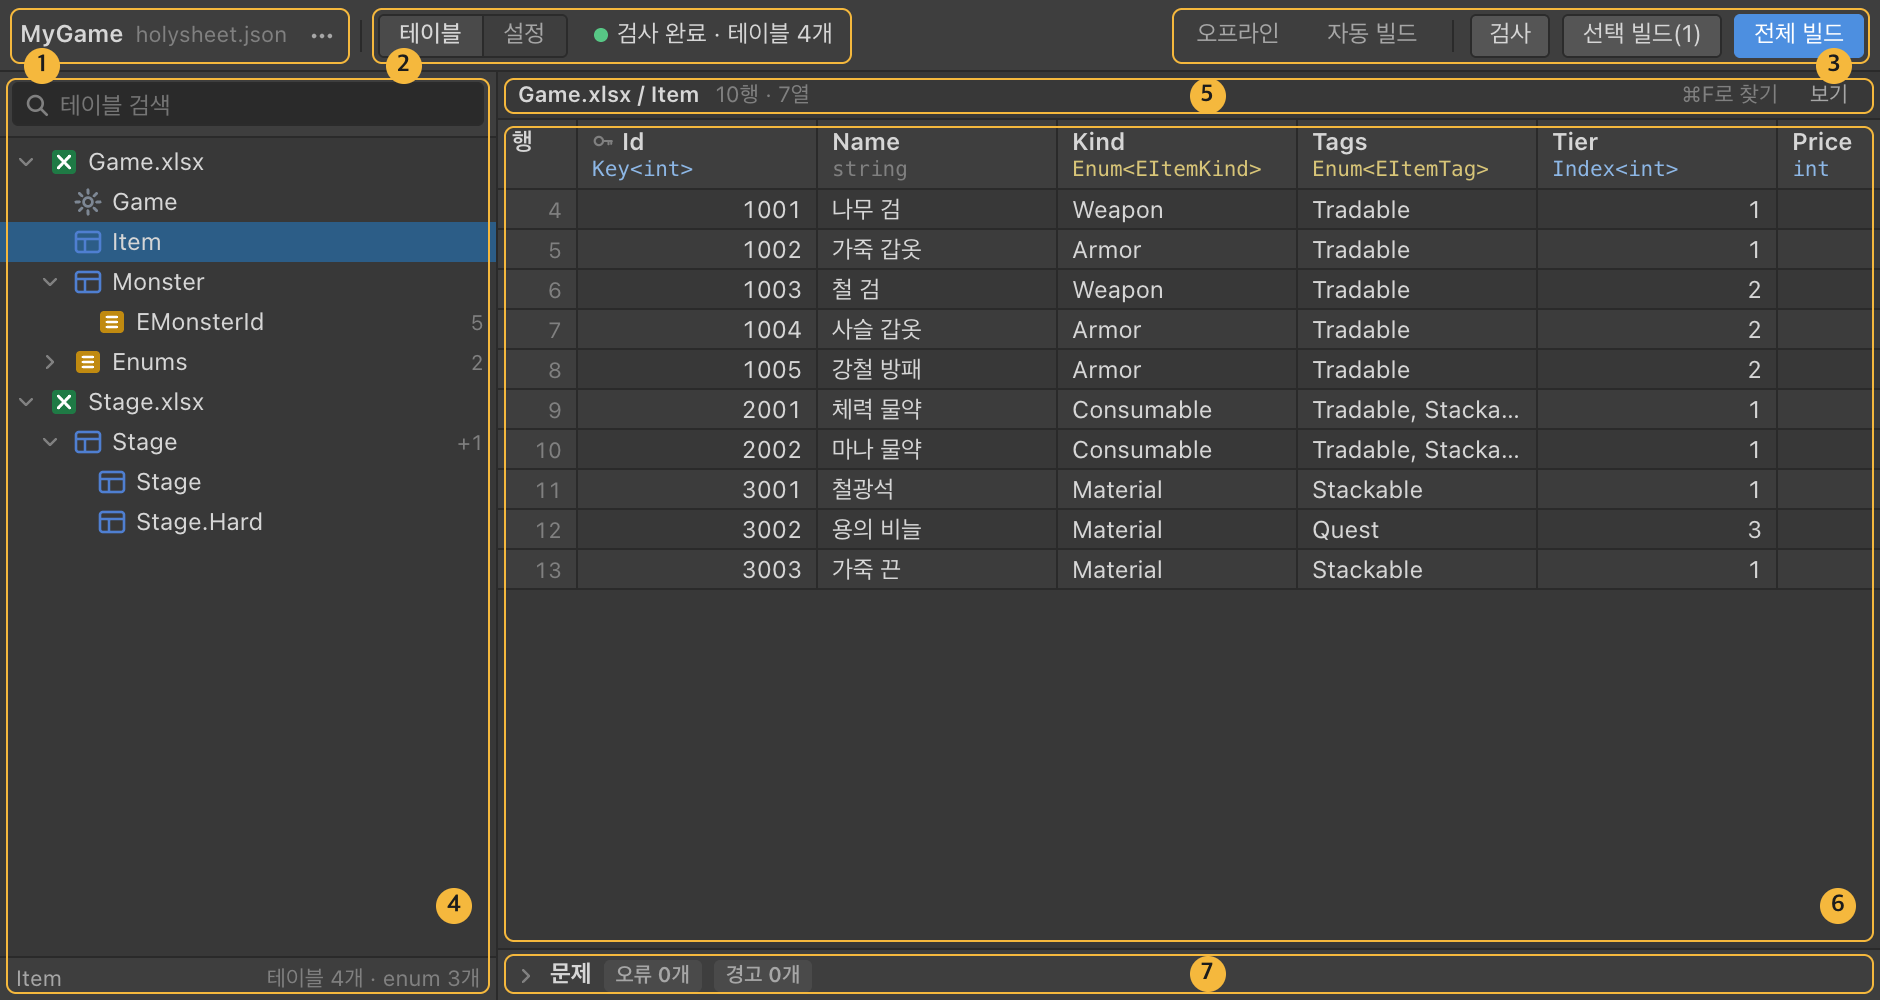 MyGame holysheet.json ...
테이블 설정 검사 완료 · 테이블 4개
오프라인 자동 빌드 검사 선택 빌드(1) 전체 빌드
1
2
3
테이블 검색
Game.xlsx
Game
Item
Monster
EMonsterId 5
Enums 2
Stage.xlsx
Stage +1
Stage
Stage.Hard
4
Item 테이블 4개 · enum 3개
Game.xlsx / Item 10행 · 7열 5 ⌘F로 찾기 보기
행 Id Name Kind Tags Tier Price
Key<int> string Enum<EItemKind> Enum<EItemTag> Index<int> int
4 1001 나무 검 Weapon Tradable 1
5 1002 가죽 갑옷 Armor Tradable 1
6 1003 철 검 Weapon Tradable 2
7 1004 사슬 갑옷 Armor Tradable 2
8 1005 강철 방패 Armor Tradable 2
9 2001 체력 물약 Consumable Tradable, Stacka... 1
10 2002 마나 물약 Consumable Tradable, Stacka... 1
11 3001 철광석 Material Stackable 1
12 3002 용의 비늘 Material Quest 3
13 3003 가죽 끈 Material Stackable 1
6
문제 오류 0개 경고 0개 7